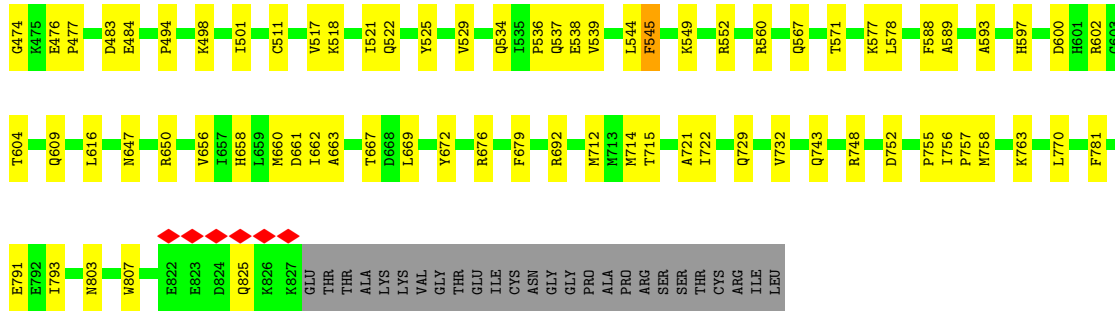 G474 K475 E476 P477 D483 E484 P494 K498 I501 C511 V517 K518 I521 Q522 Y525 V529 Q534 I535 P536 Q537 E538 V539 L544 F545 K549 R552 R560 Q567 T571 K577 L578 F588 A589 A593 H597 D600 H601 R602 G603
T604 Q609 L616 N647 R650 V656 I657 H658 L659 M660 D661 I662 A663 T667 D668 L669 Y672 R676 F679 R692 M712 M713 M714 T715 A721 I722 Q729 V732 Q743 R748 D752 P755 I756 P757 M758 K763 L770 F781
E791 E792 I793 N803 W807 E822 E823 D824 Q825 K826 K827 GLU THR THR ALA LYS LYS VAL GLY THR GLU ILE CYS ASN GLY GLY PRO ALA PRO ARG SER SER THR CYS ARG ILE LEU